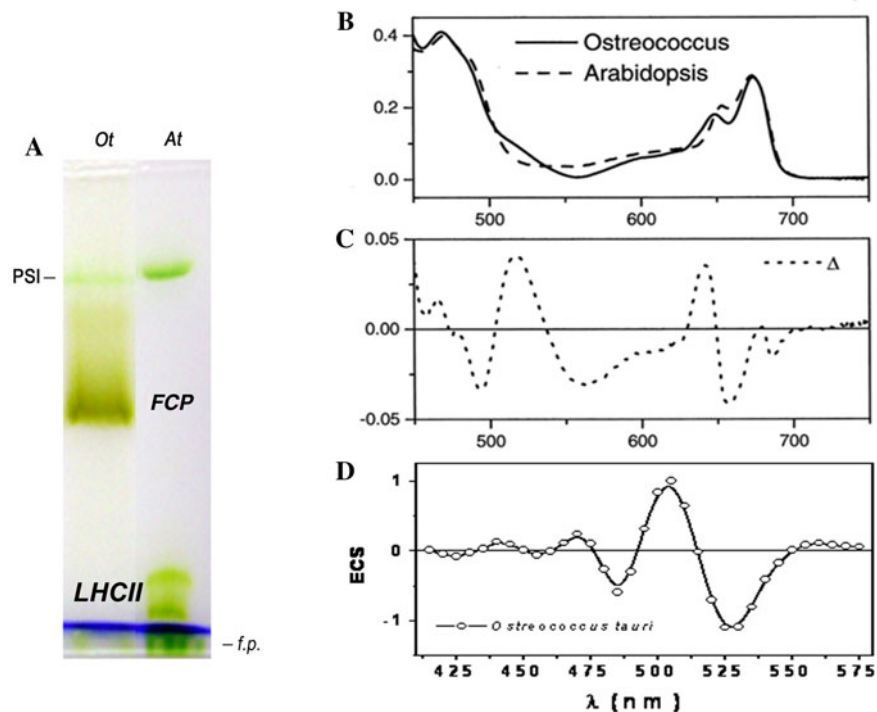 A
Ot At
PSI –
FCP
LHCII
– f.p.
B
Ostreococcus
Arabidopsis
0.4
0.2
0.0
500 600 700
C
Δ
0.05
0.00
-0.05
500 600 700
D
ECS
1
0
-1
Ostreococcus tauri
425 450 475 500 525 550 575
λ (nm)